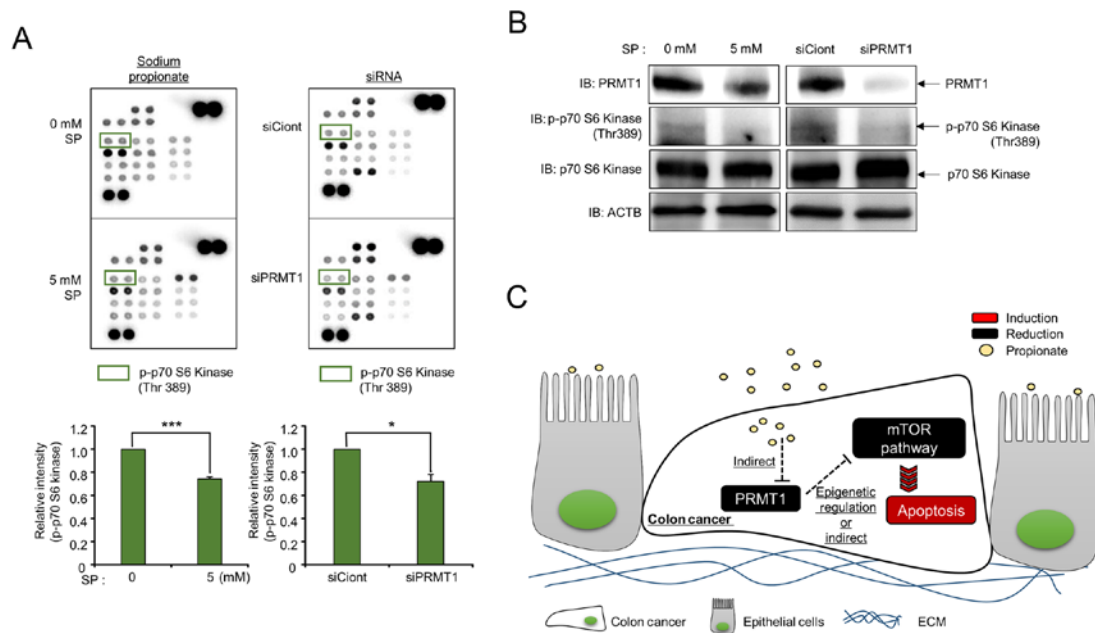 A
Sodium
propionate
siRNA
0 mM
SP
siCiont
5 mM
SP
siPRMT1
p-p70 S6 Kinase
(Thr 389)
p-p70 S6 Kinase
(Thr 389)
Relative intensity
(p-p70 S6 kinase)
1.2
1.0
0.8
0.6
0.4
0.2
0
***
SP :
0
5 (mM)
Relative intensity
(p-p70 S6 kinase)
1.2
1.0
0.8
0.6
0.4
0.2
0
*
siCiont
siPRMT1
B
SP :
0 mM
5 mM
siCiont
siPRMT1
IB: PRMT1
PRMT1
IB: p-p70 S6 Kinase
(Thr389)
p-p70 S6 Kinase
(Thr389)
IB: p70 S6 Kinase
p70 S6 Kinase
IB: ACTB
C
Induction
Reduction
Propionate
mTOR
pathway
Indirect
PRMT1
Epigenetic
regulation
or
indirect
Apoptosis
Colon cancer
Colon cancer
Epithelial cells
ECM